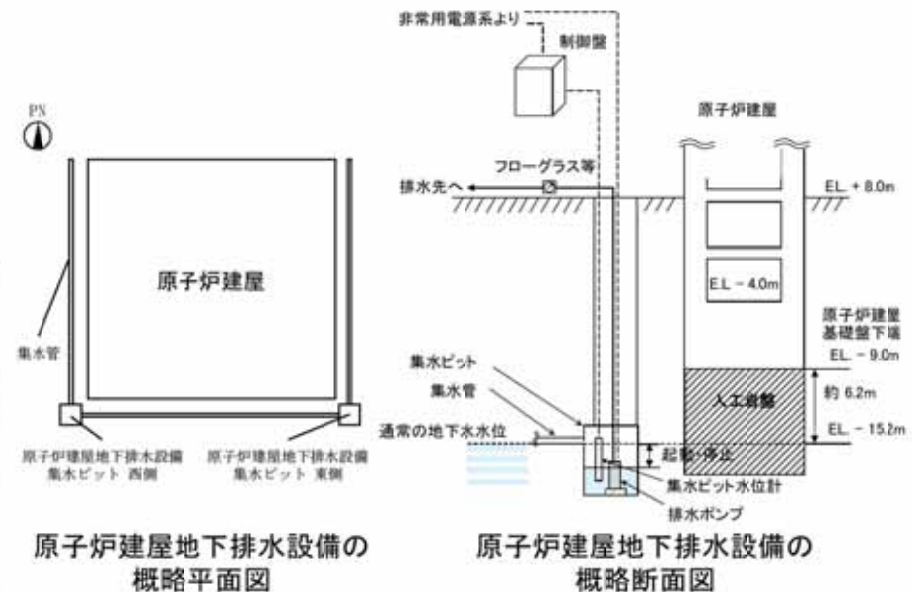 PN
原子炉建屋
集水管
原子炉建屋地下排水設備
集水ピット 西側
原子炉建屋地下排水設備
集水ピット 東側
原子炉建屋地下排水設備の
概略平面図
非常用電源系より
制御盤
原子炉建屋
フローグラス等
排水先へ
EL. + 8.0m
E.L - 4.0m
原子炉建屋
基礎盤下端
EL. - 9.0m
集水ピット
集水管
人工岩盤
約 6.2m
通常の地下水水位
EL. - 15.2m
起動・停止
集水ピット水位計
排水ポンプ
原子炉建屋地下排水設備の
概略断面図